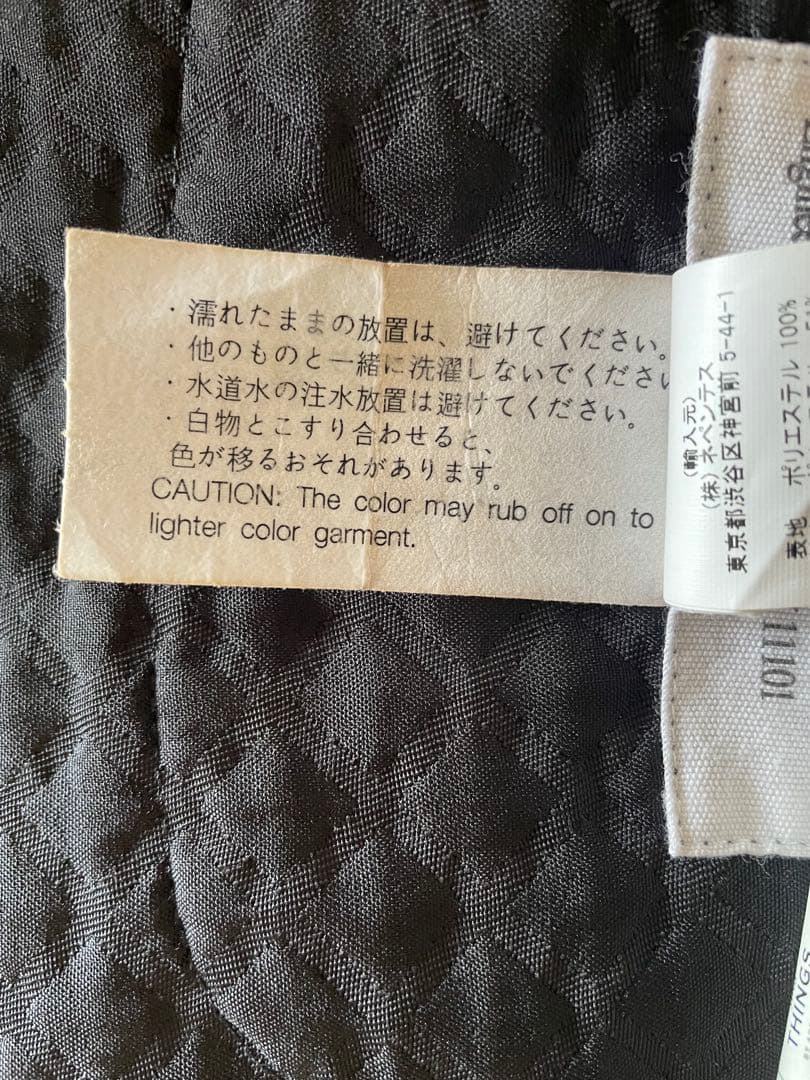 ・濡れたままの放置は、避けてください。
・他のものと一緒に洗濯しないでくださ
・水道水の注水放置は避けてください。
・白物とこすり合わせると、
色が移るおそれがあります。
CAUTION: The color may rub off on to
lighter color garment.
(輸入元)
(株)ネペンテス
東京都渋谷区神宮前 5-44-1
表地 ポリエステル 100%
111101
THINGS